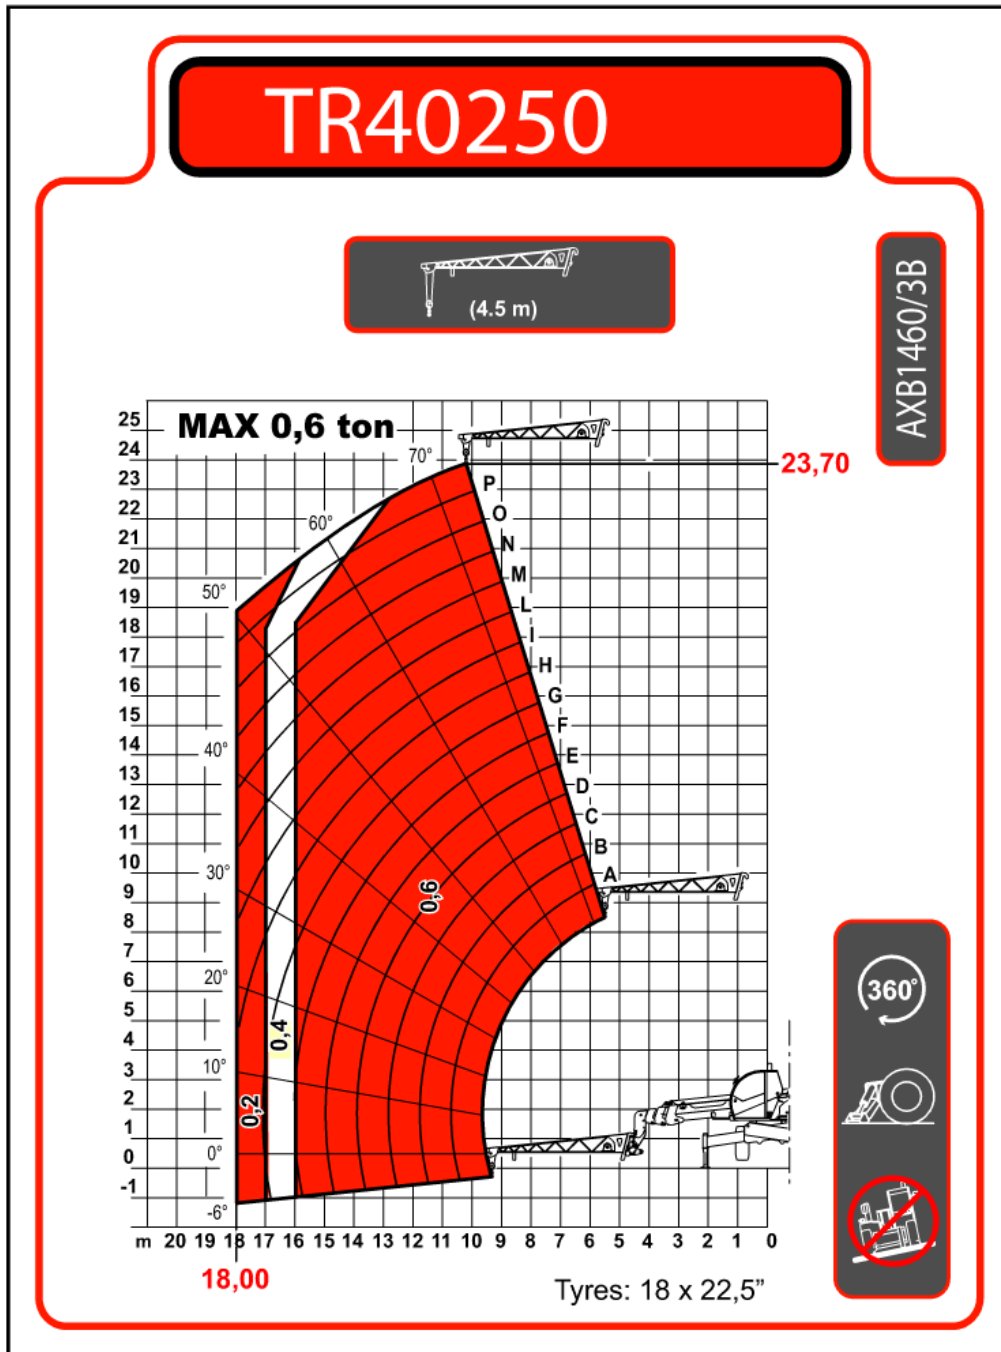 TR40250
(4.5 m)
AXB1460/3B
MAX 0,6 ton
25
24
23
22
21
20
19
18
17
16
15
14
13
12
11
10
9
8
7
6
5
4
3
2
1
0
-1
70°
60°
50°
40°
30°
20°
10°
0°
-6°
23,70
P
O
N
M
L
I
H
G
F
E
D
C
B
A
0,6
0,4
0,2
m 20 19 18 17 16 15 14 13 12 11 10 9 8 7 6 5 4 3 2 1 0
18,00
Tyres: 18 x 22,5”
360°